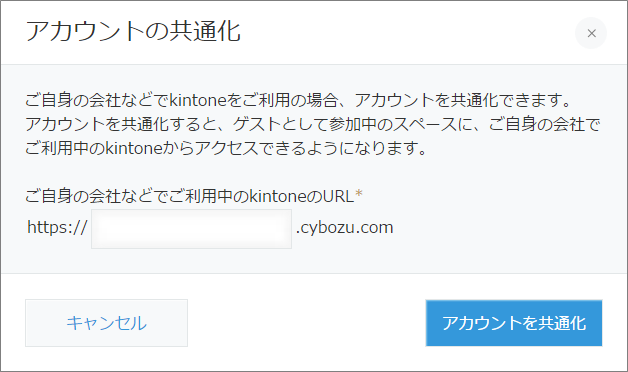 アカウントの共通化
×
ご自身の会社などでkintoneをご利用の場合、アカウントを共通化できます。
アカウントを共通化すると、ゲストとして参加中のスペースに、ご自身の会社で
ご利用中のkintoneからアクセスできるようになります。
ご自身の会社などでご利用中のkintoneのURL*
https:// .cybozu.com
キャンセル アカウントを共通化